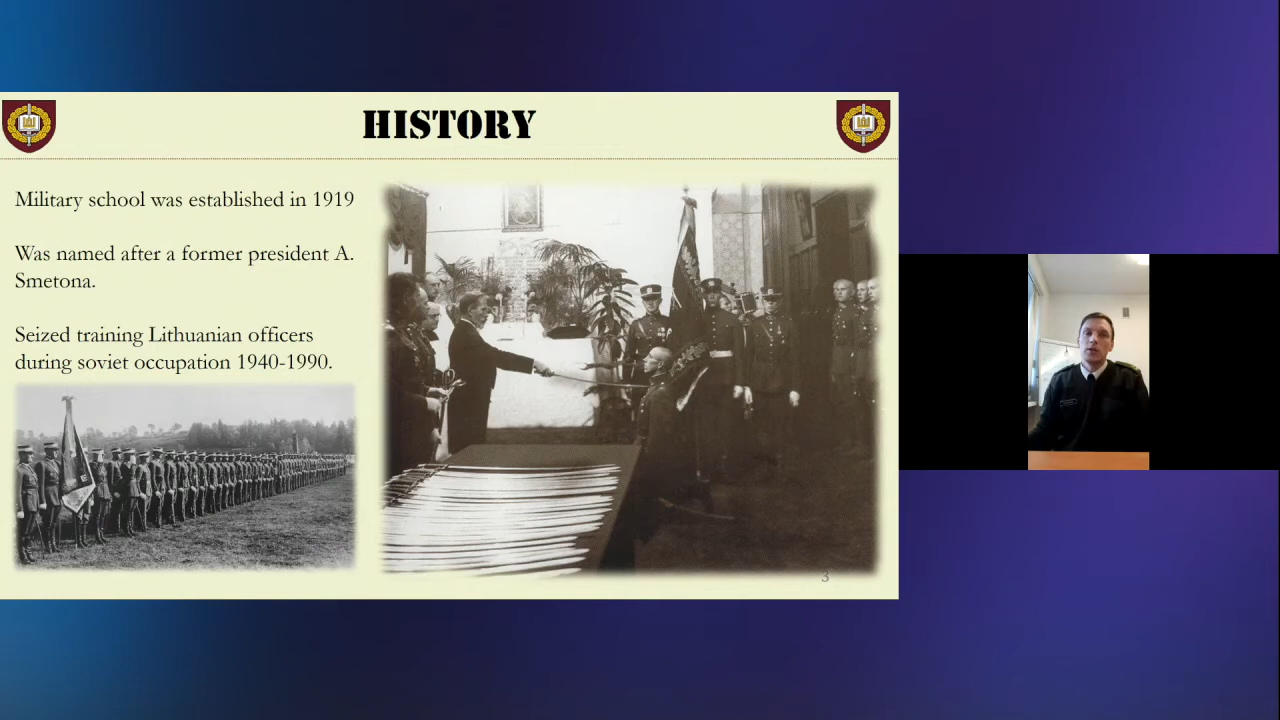 HISTORY
Military school was established in 1919
Was named after a former president A.
Smetona.
Seized training Lithuanian officers
during soviet occupation 1940-1990.
3